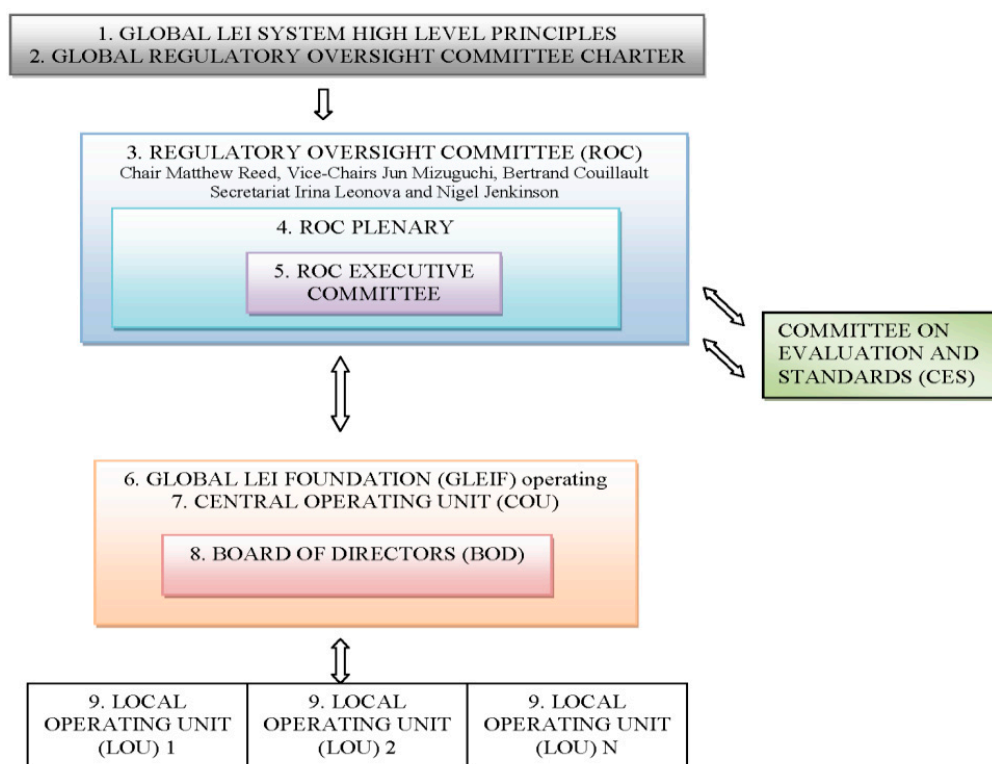 1. GLOBAL LEI SYSTEM HIGH LEVEL PRINCIPLES
2. GLOBAL REGULATORY OVERSIGHT COMMITTEE CHARTER
3. REGULATORY OVERSIGHT COMMITTEE (ROC)
Chair Matthew Reed, Vice-Chairs Jun Mizuguchi, Bertrand Couillault
Secretariat Irina Leonova and Nigel Jenkinson
4. ROC PLENARY
5. ROC EXECUTIVE
COMMITTEE
COMMITTEE ON
EVALUATION AND
STANDARDS (CES)
6. GLOBAL LEI FOUNDATION (GLEIF) operating
7. CENTRAL OPERATING UNIT (COU)
8. BOARD OF DIRECTORS (BOD)
9. LOCAL
OPERATING UNIT
(LOU) 1
9. LOCAL
OPERATING UNIT
(LOU) 2
9. LOCAL
OPERATING UNIT
(LOU) N